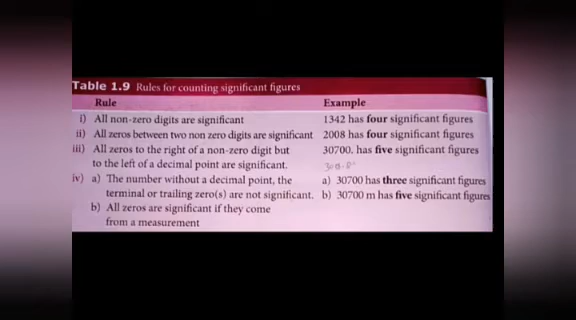 Table 1.9 Rules for counting significant figures
Rule Example
i) All non-zero digits are significant 1342 has four significant figures
ii) All zeros between two non zero digits are significant 2008 has four significant figures
iii) All zeros to the right of a non-zero digit but 30700. has five significant figures
to the left of a decimal point are significant.
iv) a) The number without a decimal point, the a) 30700 has three significant figures
terminal or trailing zero(s) are not significant. b) 30700 m has five significant figures
b) All zeros are significant if they come
from a measurement